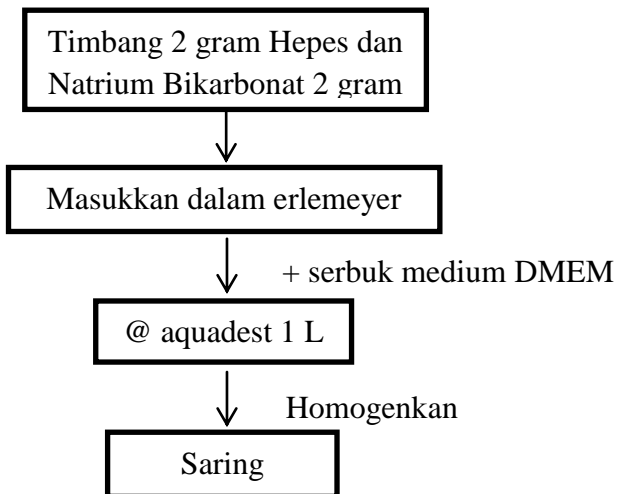 Timbang 2 gram Hepes dan
Natrium Bikarbonat 2 gram
Masukkan dalam erlemeyer
+ serbuk medium DMEM
@ aquadest 1 L
Homogenkan
Saring